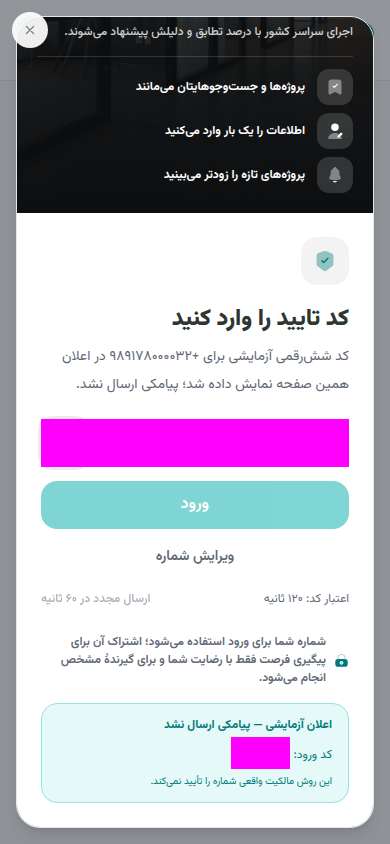 اجرای سراسر کشور با درصد تطابق و دلیلش پیشنهاد می‌شوند.
پروژه‌ها و جست‌وجوهایتان می‌مانند
اطلاعات را یک بار وارد می‌کنید
پروژه‌های تازه را زودتر می‌بینید
کد تایید را وارد کنید
کد شش‌رقمی آزمایشی برای +۹۸۹۱۷۸۰۰۰۰۳۲ در اعلان
همین صفحه نمایش داده شد؛ پیامکی ارسال نشد.
ورود
ویرایش شماره
اعتبار کد: ۱۲۰ ثانیه
ارسال مجدد در ۶۰ ثانیه
شماره شما برای ورود استفاده می‌شود؛ اشتراک آن برای
پیگیری فرصت فقط با رضایت شما و برای گیرندهٔ مشخص
انجام می‌شود.
اعلان آزمایشی — پیامکی ارسال نشد
کد ورود:
این روش مالکیت واقعی شماره را تأیید نمی‌کند.